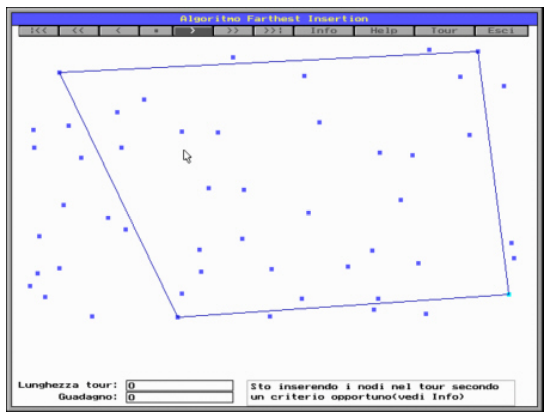 Algoritmo Farthest Insertion
|<< << < ■ > >> >>| Info Help Tour Esci
Lunghezza tour: 0
Guadagno: 0
Sto inserendo i nodi nel tour secondo
un criterio opportuno(vedi Info)